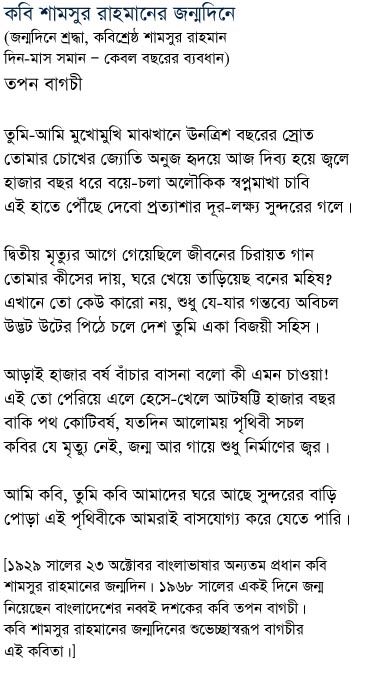 কবি শামসুর রাহমানের জন্মদিনে
(জন্মদিনে শ্রদ্ধা, কবিশ্রেষ্ঠ শামসুর রাহমান
দিন-মাস সমান – কেবল বছরের ব্যবধান)
তপন বাগচী
তুমি-আমি মুখোমুখি মাঝখানে ঊনত্রিশ বছরের স্রোত
তোমার চোখের জ্যোতি অনুজ হৃদয়ে আজ দিব্য হয়ে জ্বলে
হাজার বছর ধরে বয়ে-চলা অলৌকিক স্বপ্নমাখা চাবি
এই হাতে পৌঁছে দেবো প্রত্যাশার দূর-লক্ষ্য সুন্দরের গলে।
দ্বিতীয় মৃত্যুর আগে গেয়েছিলে জীবনের চিরায়ত গান
তোমার কীসের দায়, ঘরে খেয়ে তাড়িয়েছ বনের মহিষ?
এখানে তো কেউ কারো নয়, শুধু যে-যার গন্তব্যে অবিচল
উদ্ভট উটের পিঠে চলে দেশ তুমি একা বিজয়ী সহিস।
আড়াই হাজার বর্ষ বাঁচার বাসনা বলো কী এমন চাওয়া!
এই তো পেরিয়ে এলে হেসে-খেলে আটষট্টি হাজার বছর
বাকি পথ কোটিবর্ষ, যতদিন আলোময় পৃথিবী সচল
কবির যে মৃত্যু নেই, জন্ম আর গায়ে শুধু নির্মাণের জ্বর।
আমি কবি, তুমি কবি আমাদের ঘরে আছে সুন্দরের বাড়ি
পোড়া এই পৃথিবীকে আমরাই বাসযোগ্য করে যেতে পারি।
[১৯২৯ সালের ২৩ অক্টোবর বাংলাভাষার অন্যতম প্রধান কবি
শামসুর রাহমানের জন্মদিন। ১৯৬৮ সালের একই দিনে জন্ম
নিয়েছেন বাংলাদেশের নব্বই দশকের কবি তপন বাগচী।
কবি শামসুর রাহমানের জন্মদিনের শুভেচ্ছাস্বরূপ বাগচীর
এই কবিতা।]